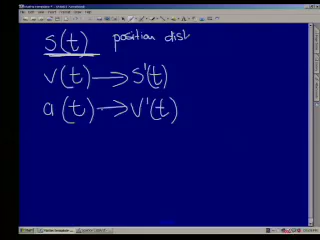 s(t) position dist
v(t) → s'(t)
a(t) → v'(t)